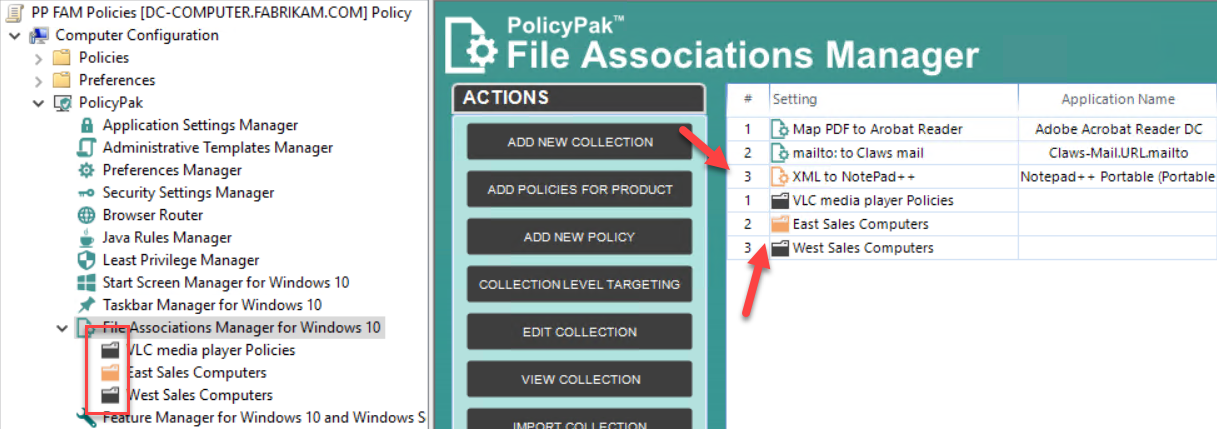 PP FAM Policies [DC-COMPUTER.FABRIKAM.COM] Policy
Computer Configuration
Policies
Preferences
PolicyPak
Application Settings Manager
Administrative Templates Manager
Preferences Manager
Security Settings Manager
Browser Router
Java Rules Manager
Least Privilege Manager
Start Screen Manager for Windows 10
Taskbar Manager for Windows 10
File Associations Manager for Windows 10
VLC media player Policies
East Sales Computers
West Sales Computers
Feature Manager for Windows 10 and Windows S
PolicyPak™
File Associations Manager
ACTIONS
ADD NEW COLLECTION
ADD POLICIES FOR PRODUCT
ADD NEW POLICY
COLLECTION LEVEL TARGETING
EDIT COLLECTION
VIEW COLLECTION
IMPORT COLLECTION
# Setting Application Name
1 Map PDF to Arobat Reader Adobe Acrobat Reader DC
2 mailto: to Claws mail Claws-Mail.URL.mailto
3 XML to NotePad++ Notepad++ Portable (Portable
1 VLC media player Policies
2 East Sales Computers
3 West Sales Computers